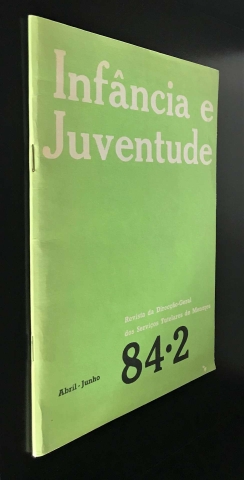 Infância e
Juventude
Revista da Direcção-Geral
dos Serviços Tutelares de Menores
84·2
Abril-Junho